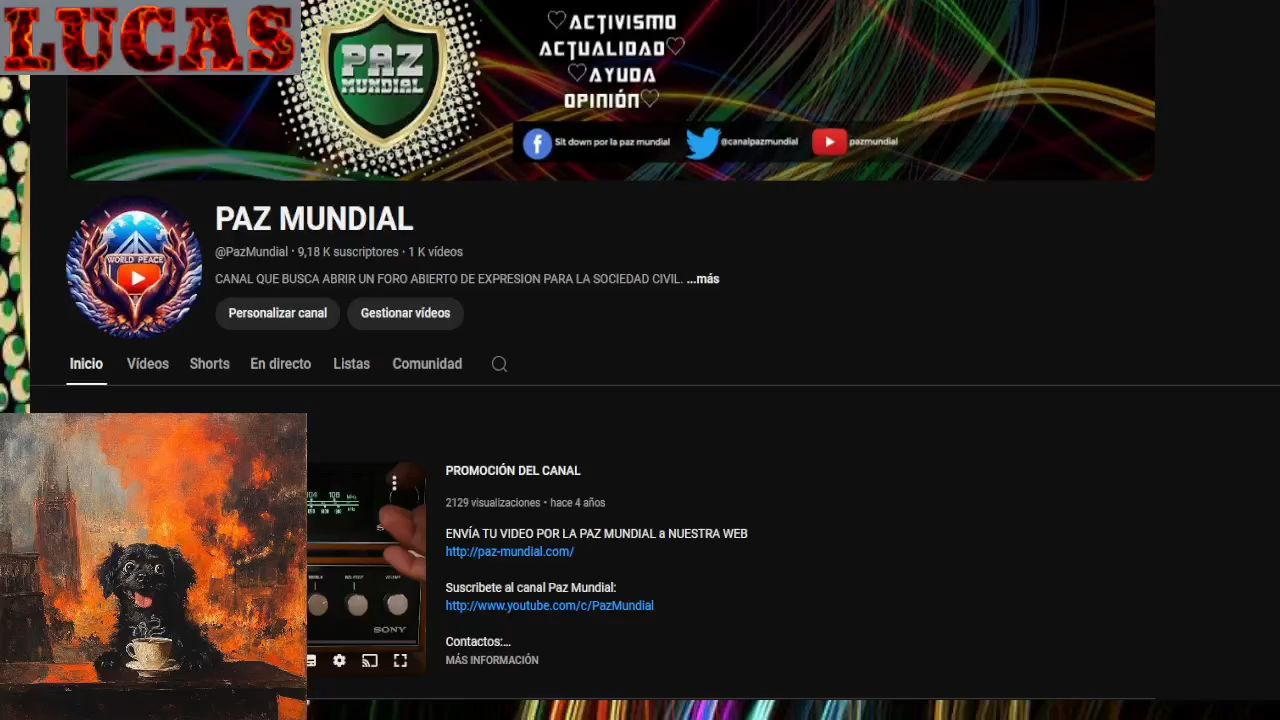 LUCAS
PAZ
MUNDIAL
♡ACTIVISMO
ACTUALIDAD♡
♡AYUDA
OPINIÓN♡
Sit down por la paz mundial
@canalpazmundial
pazmundial
WORLD PEACE
PAZ MUNDIAL
@PazMundial · 9,18 K suscriptores · 1 K vídeos
CANAL QUE BUSCA ABRIR UN FORO ABIERTO DE EXPRESION PARA LA SOCIEDAD CIVIL. ...más
Personalizar canal
Gestionar vídeos
Inicio
Vídeos
Shorts
En directo
Listas
Comunidad
PROMOCIÓN DEL CANAL
2129 visualizaciones · hace 4 años
ENVÍA TU VIDEO POR LA PAZ MUNDIAL a NUESTRA WEB
http://paz-mundial.com/
Suscribete al canal Paz Mundial:
http://www.youtube.com/c/PazMundial
Contactos:...
MÁS INFORMACIÓN
104 108 MHz
SONY